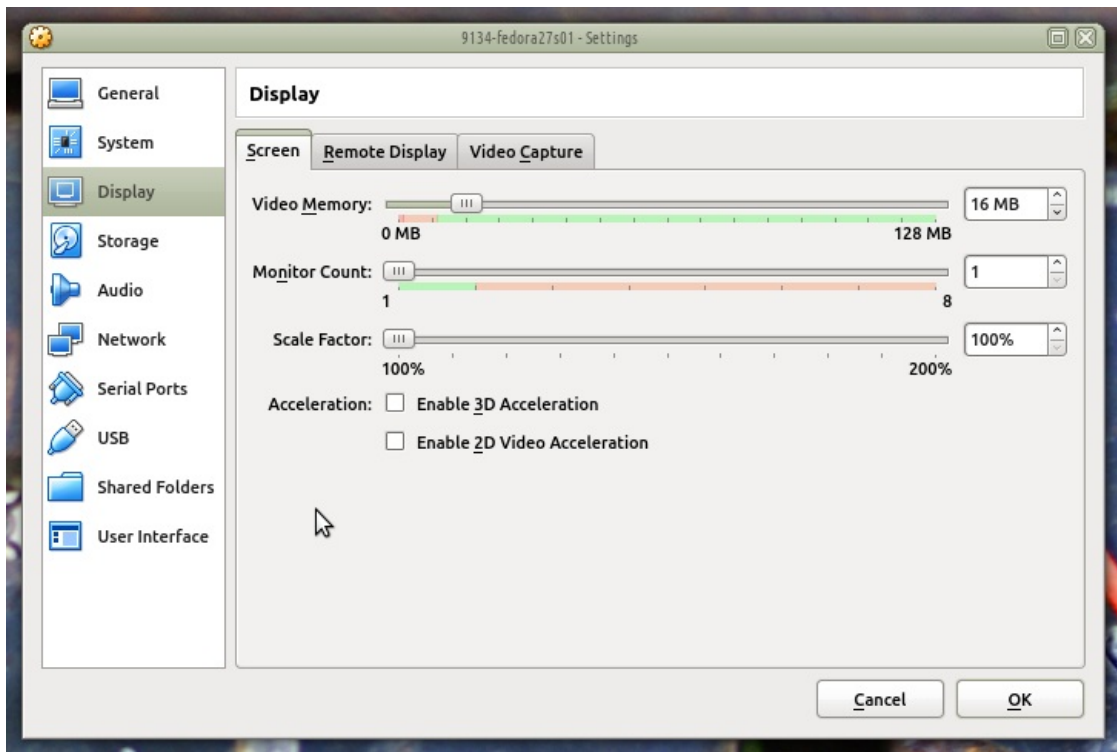 9134-fedora27s01 - Settings
General
System
Display
Storage
Audio
Network
Serial Ports
USB
Shared Folders
User Interface
Display
Screen Remote Display Video Capture
Video Memory: 16 MB
0 MB 128 MB
Monitor Count: 1
1 8
Scale Factor: 100%
100% 200%
Acceleration: Enable 3D Acceleration
Enable 2D Video Acceleration
Cancel OK